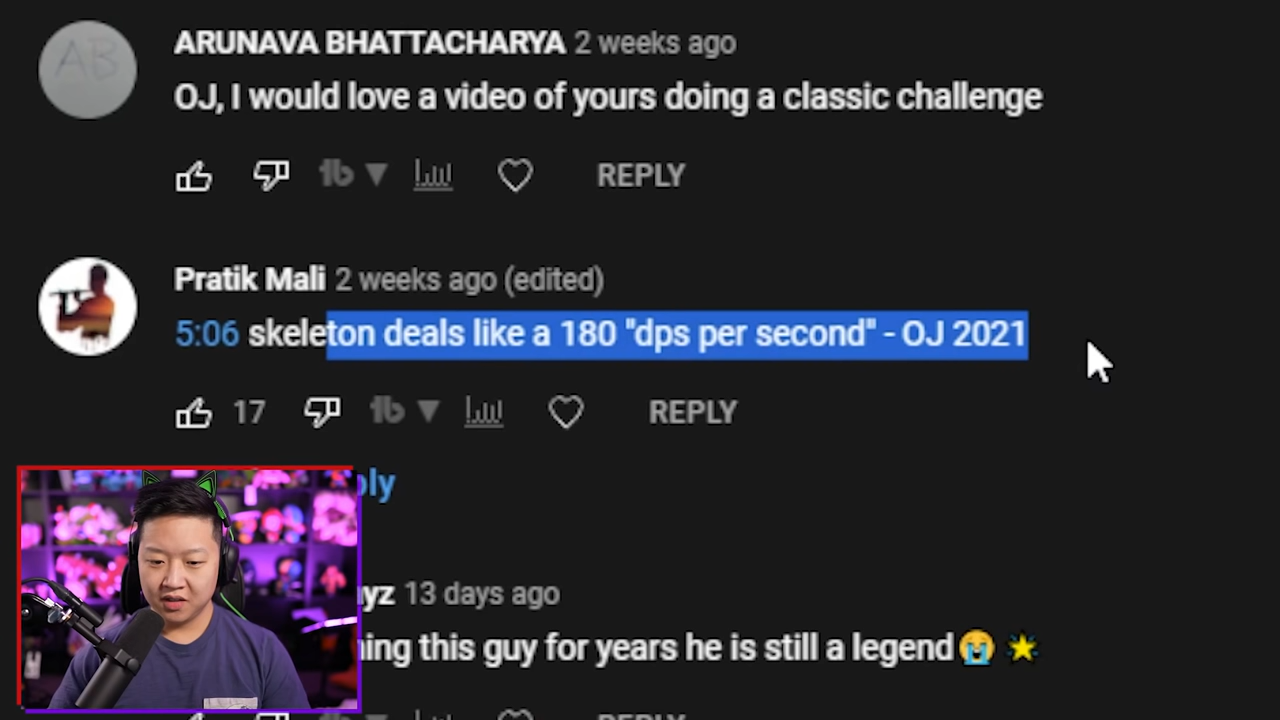 AB
ARUNAVA BHATTACHARYA 2 weeks ago
OJ, I would love a video of yours doing a classic challenge
REPLY
Pratik Mali 2 weeks ago (edited)
5:06 skeleton deals like a 180 "dps per second" - OJ 2021
17 REPLY
ply
yz 13 days ago
ing this guy for years he is still a legend😭 🌟
REPLY